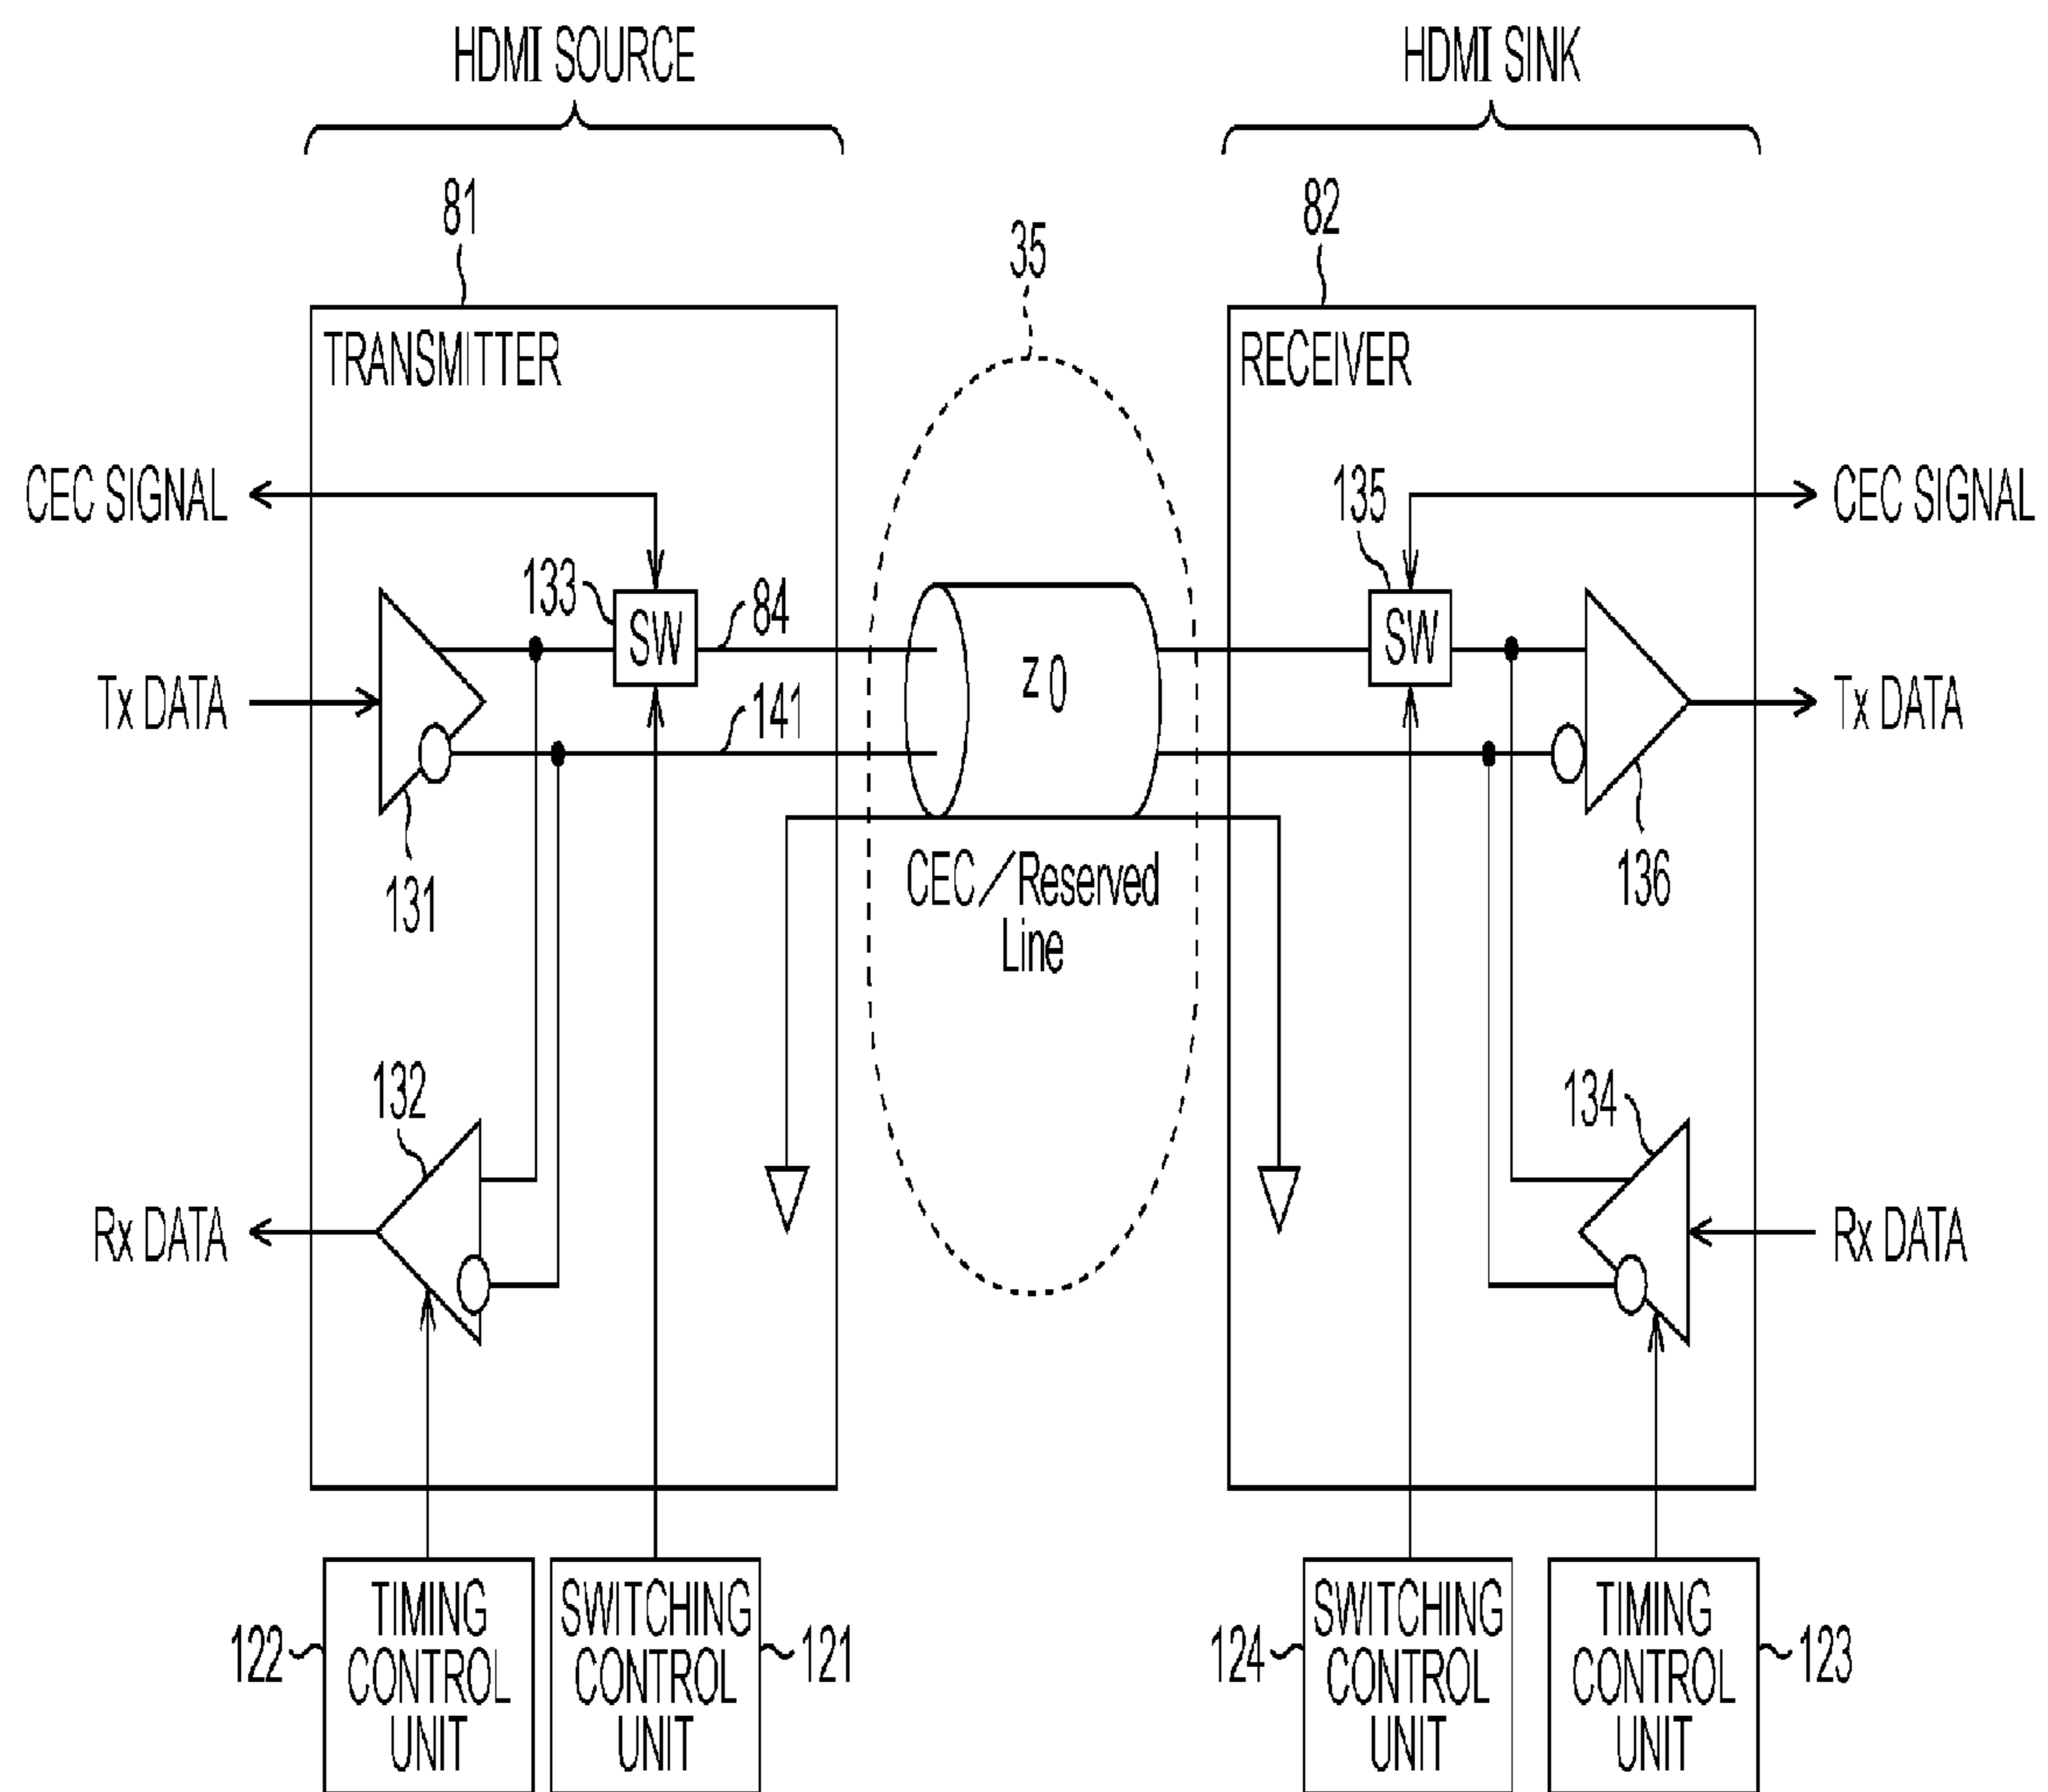 HDMI SOURCE
HDMI SINK
81
82
35
TRANSMITTER
RECEIVER
CEC SIGNAL
CEC SIGNAL
133
135
SW
84
Z0
SW
Tx DATA
141
Tx DATA
131
CEC/Reserved
Line
136
132
134
Rx DATA
Rx DATA
122
TIMING
CONTROL
UNIT
SWITCHING
CONTROL
UNIT
121
124
SWITCHING
CONTROL
UNIT
TIMING
CONTROL
UNIT
123